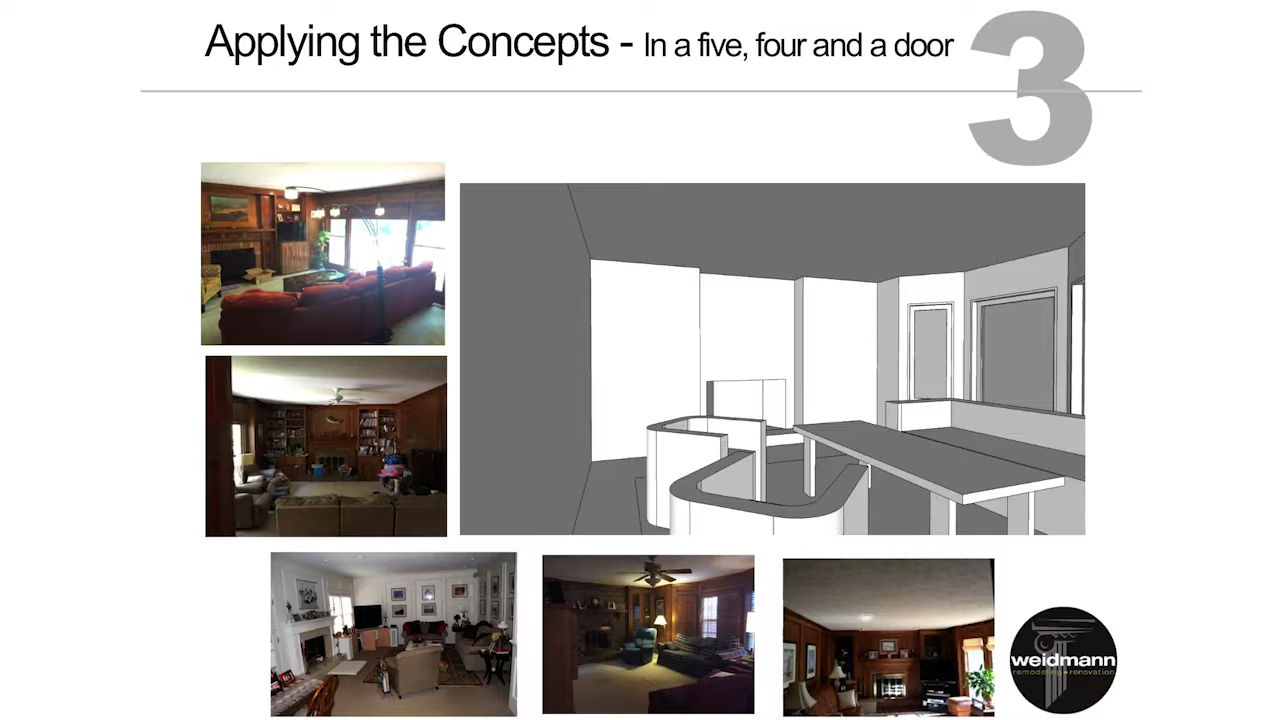 Applying the Concepts - In a five, four and a door
3
weidmann
remodeling renovation